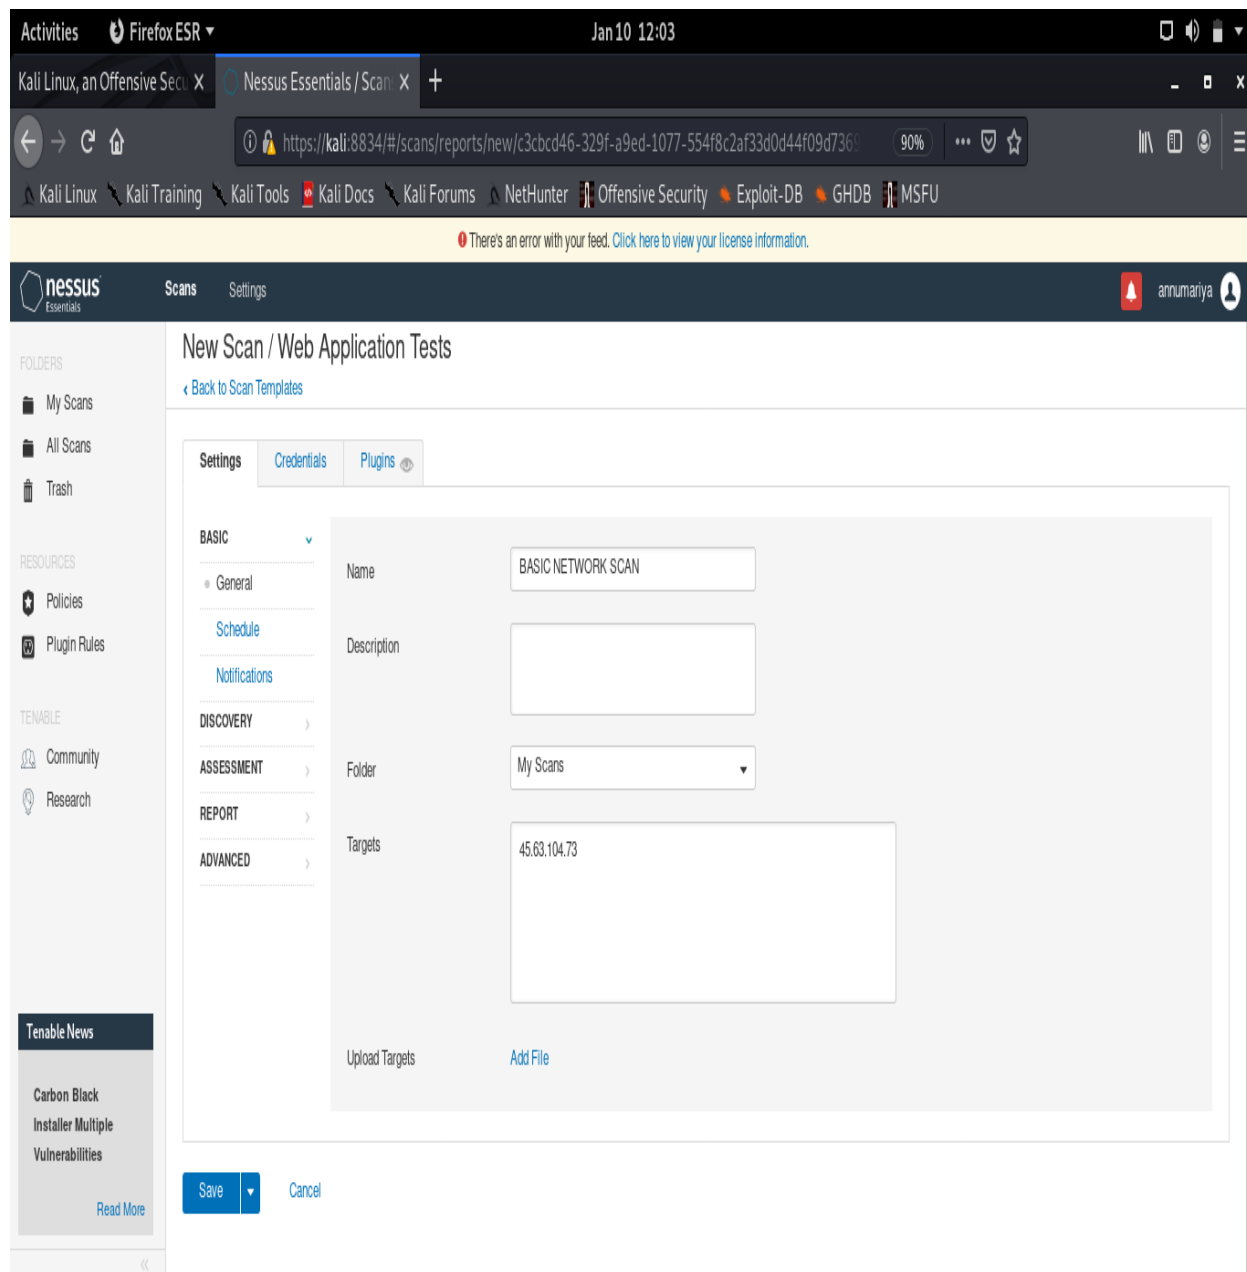 Activities Firefox ESR Jan 10 12:03
Kali Linux, an Offensive Secu X Nessus Essentials / Scan X +
https://kali:8834/#/scans/reports/new/c3cbcd46-329f-a9ed-1077-554f8c2af33d0d44f09d7369 90%
Kali Linux Kali Training Kali Tools Kali Docs Kali Forums NetHunter Offensive Security Exploit-DB GHDB MSFU
There's an error with your feed. Click here to view your license information.
nessus Essentials Scans Settings annumariya
New Scan / Web Application Tests
Back to Scan Templates
FOLDERS
My Scans
All Scans
Trash
RESOURCES
Policies
Plugin Rules
TENABLE
Community
Research
Settings Credentials Plugins
BASIC
General
Schedule
Notifications
DISCOVERY
ASSESSMENT
REPORT
ADVANCED
Name BASIC NETWORK SCAN
Description
Folder My Scans
Targets 45.63.104.73
Upload Targets Add File
Tenable News
Carbon Black
Installer Multiple
Vulnerabilities
Read More
Save Cancel